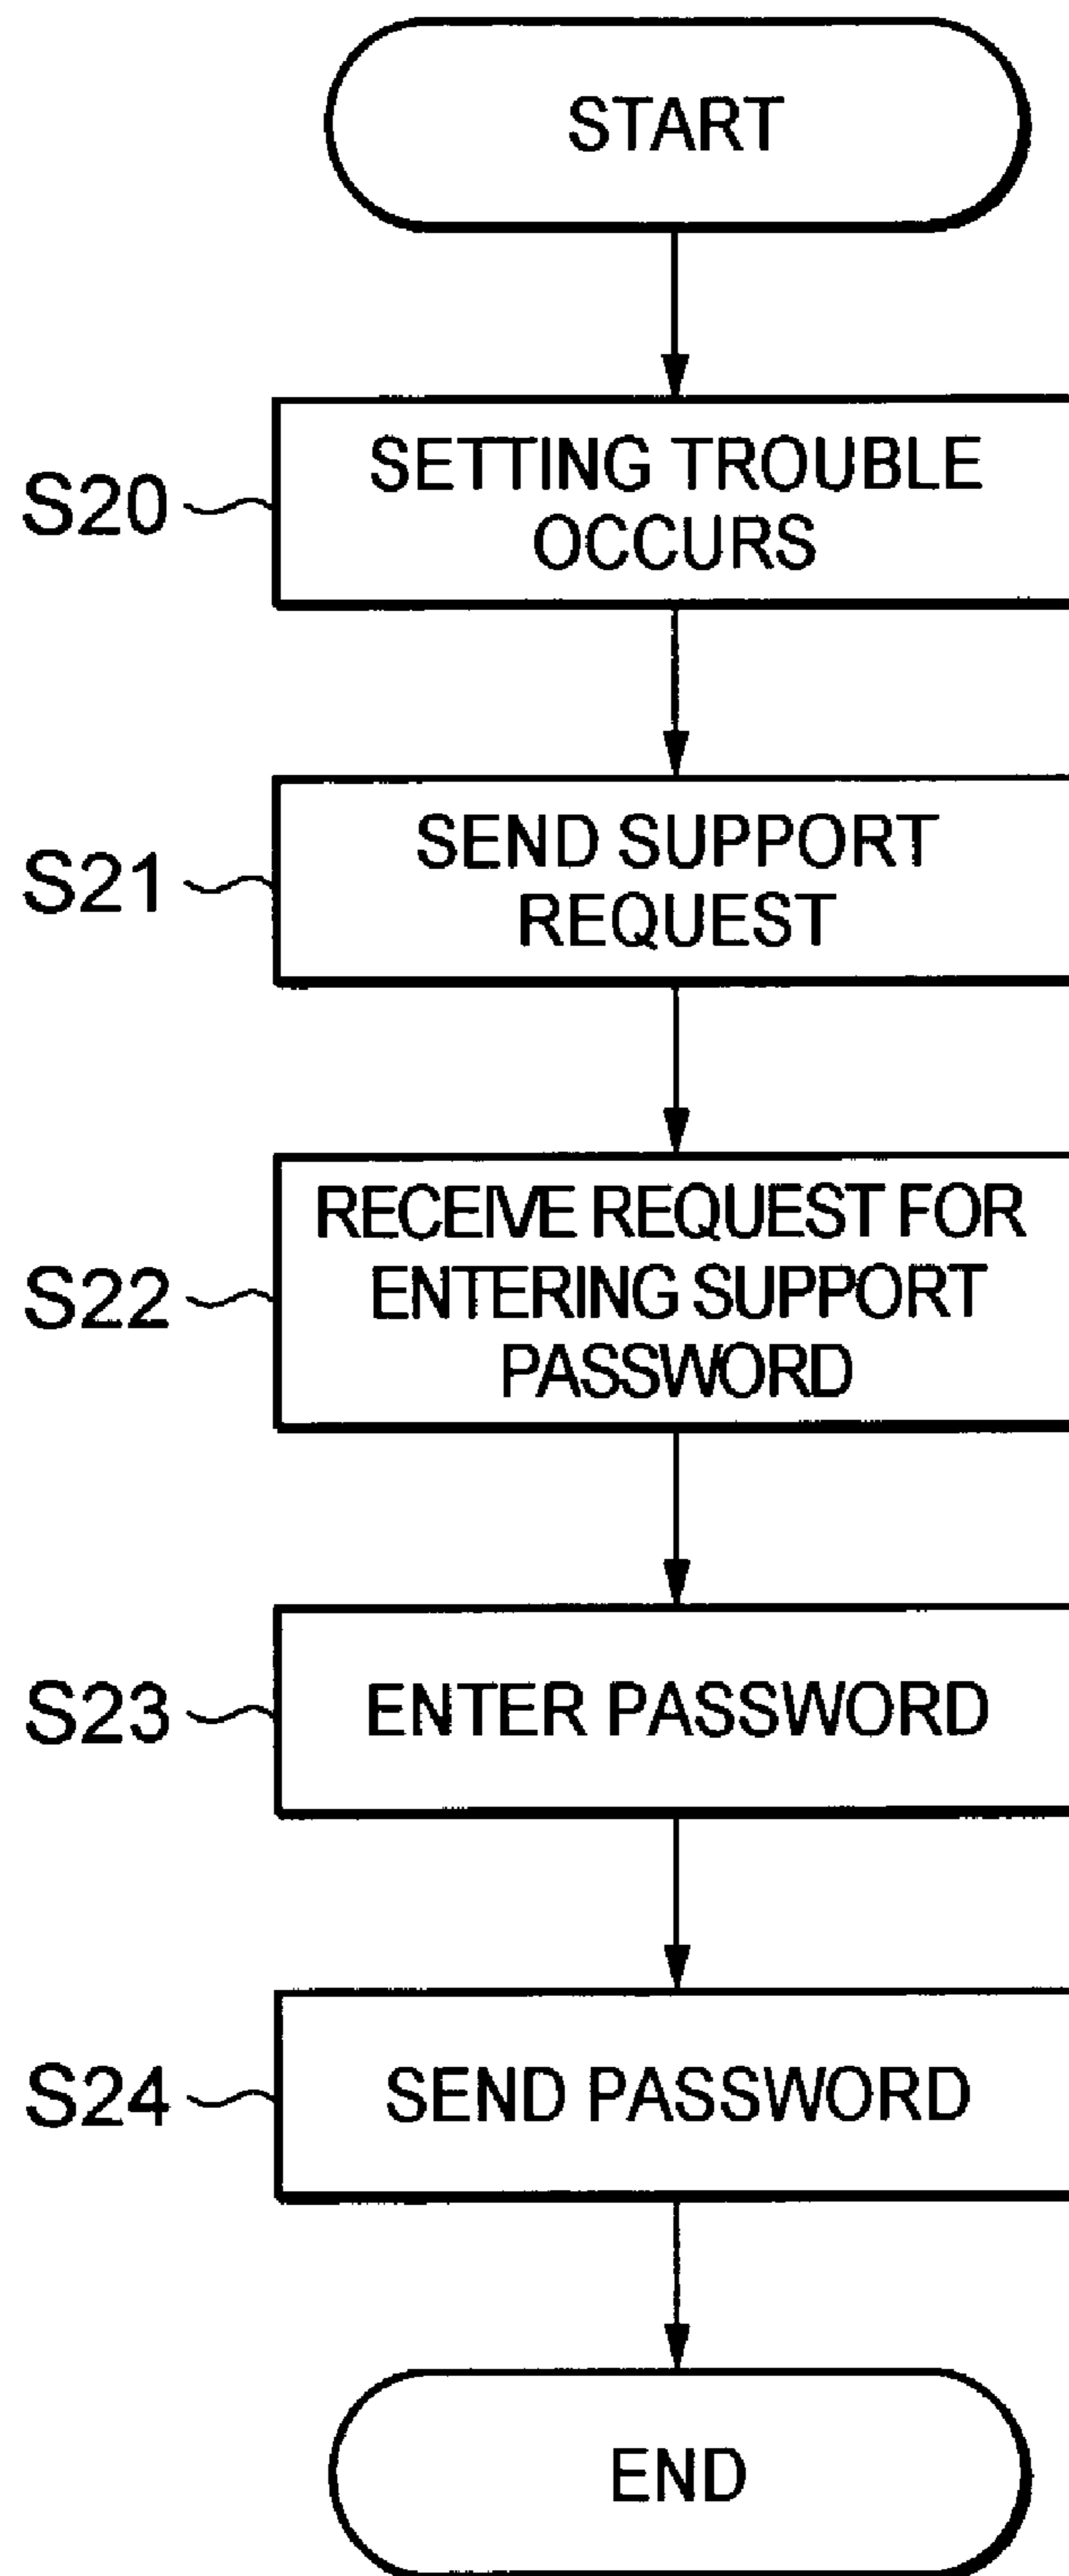 START
S20
SETTING TROUBLE
OCCURS
S21
SEND SUPPORT
REQUEST
S22
RECEIVE REQUEST FOR
ENTERING SUPPORT
PASSWORD
S23
ENTER PASSWORD
S24
SEND PASSWORD
END